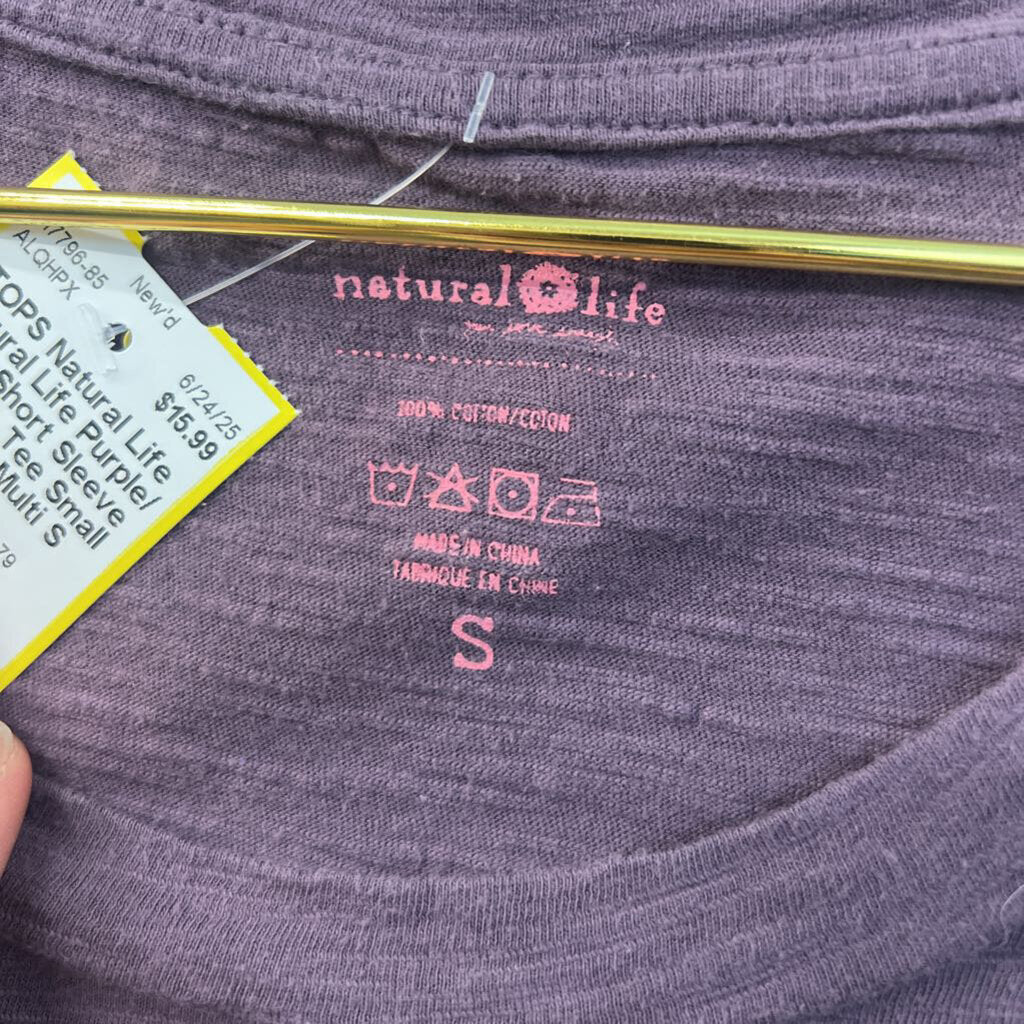 7796-85
ALQHPX
New'd
6/24/25
$15.99
TOPS Natural Life
ural Life Purple/
Short Sleeve
Tee Small
Multi S
79
natural life
100% COTTON/COTON
MADE IN CHINA
FABRIQUE EN CHINE
S